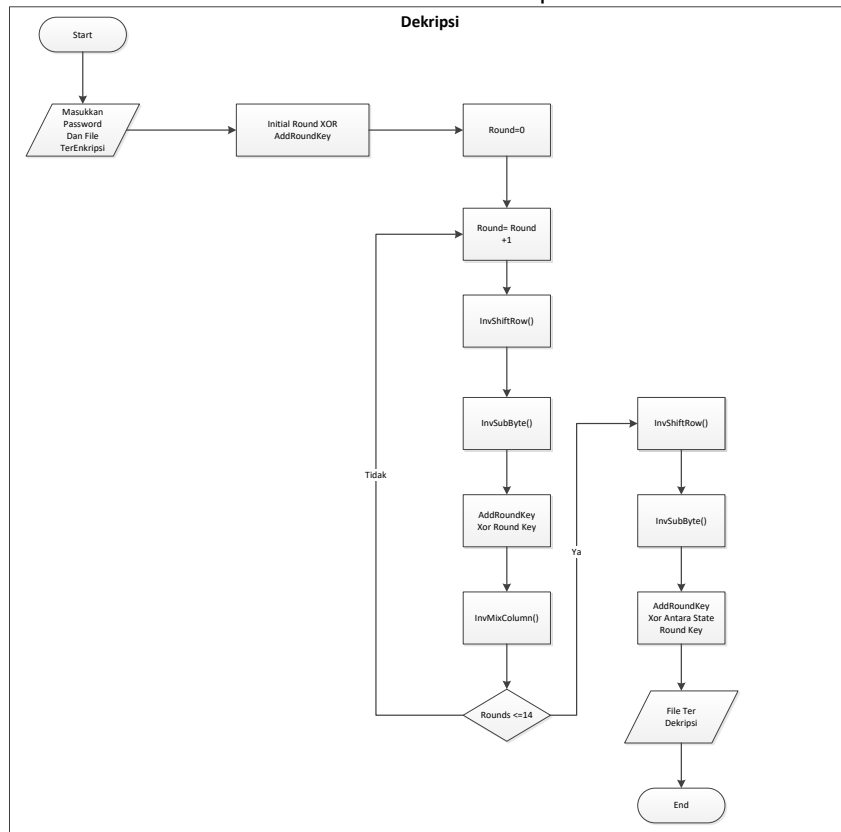 Dekripsi
Start
Masukkan
Password
Dan File
TerEnkripsi
Initial Round XOR
AddRoundKey
Round=0
Round= Round
+1
InvShiftRow()
InvSubByte()
AddRoundKey
Xor Round Key
InvMixColumn()
Rounds <=14
Tidak
Ya
InvShiftRow()
InvSubByte()
AddRoundKey
Xor Antara State
Round Key
File Ter
Dekripsi
End